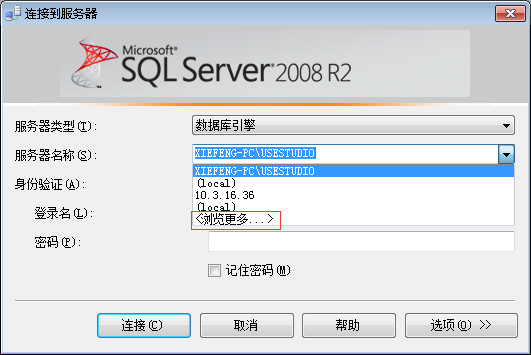 连接到服务器
Microsoft®
SQL Server® 2008 R2
服务器类型(T):
数据库引擎
服务器名称(S):
XIEFENG-PC\USESTUDIO
XIEFENG-PC\USESTUDIO
(local)
身份验证(A):
10.3.16.36
(local)
登录名(L):
<浏览更多...>
密码(P):
记住密码(M)
连接(C)
取消
帮助
选项(O) >>